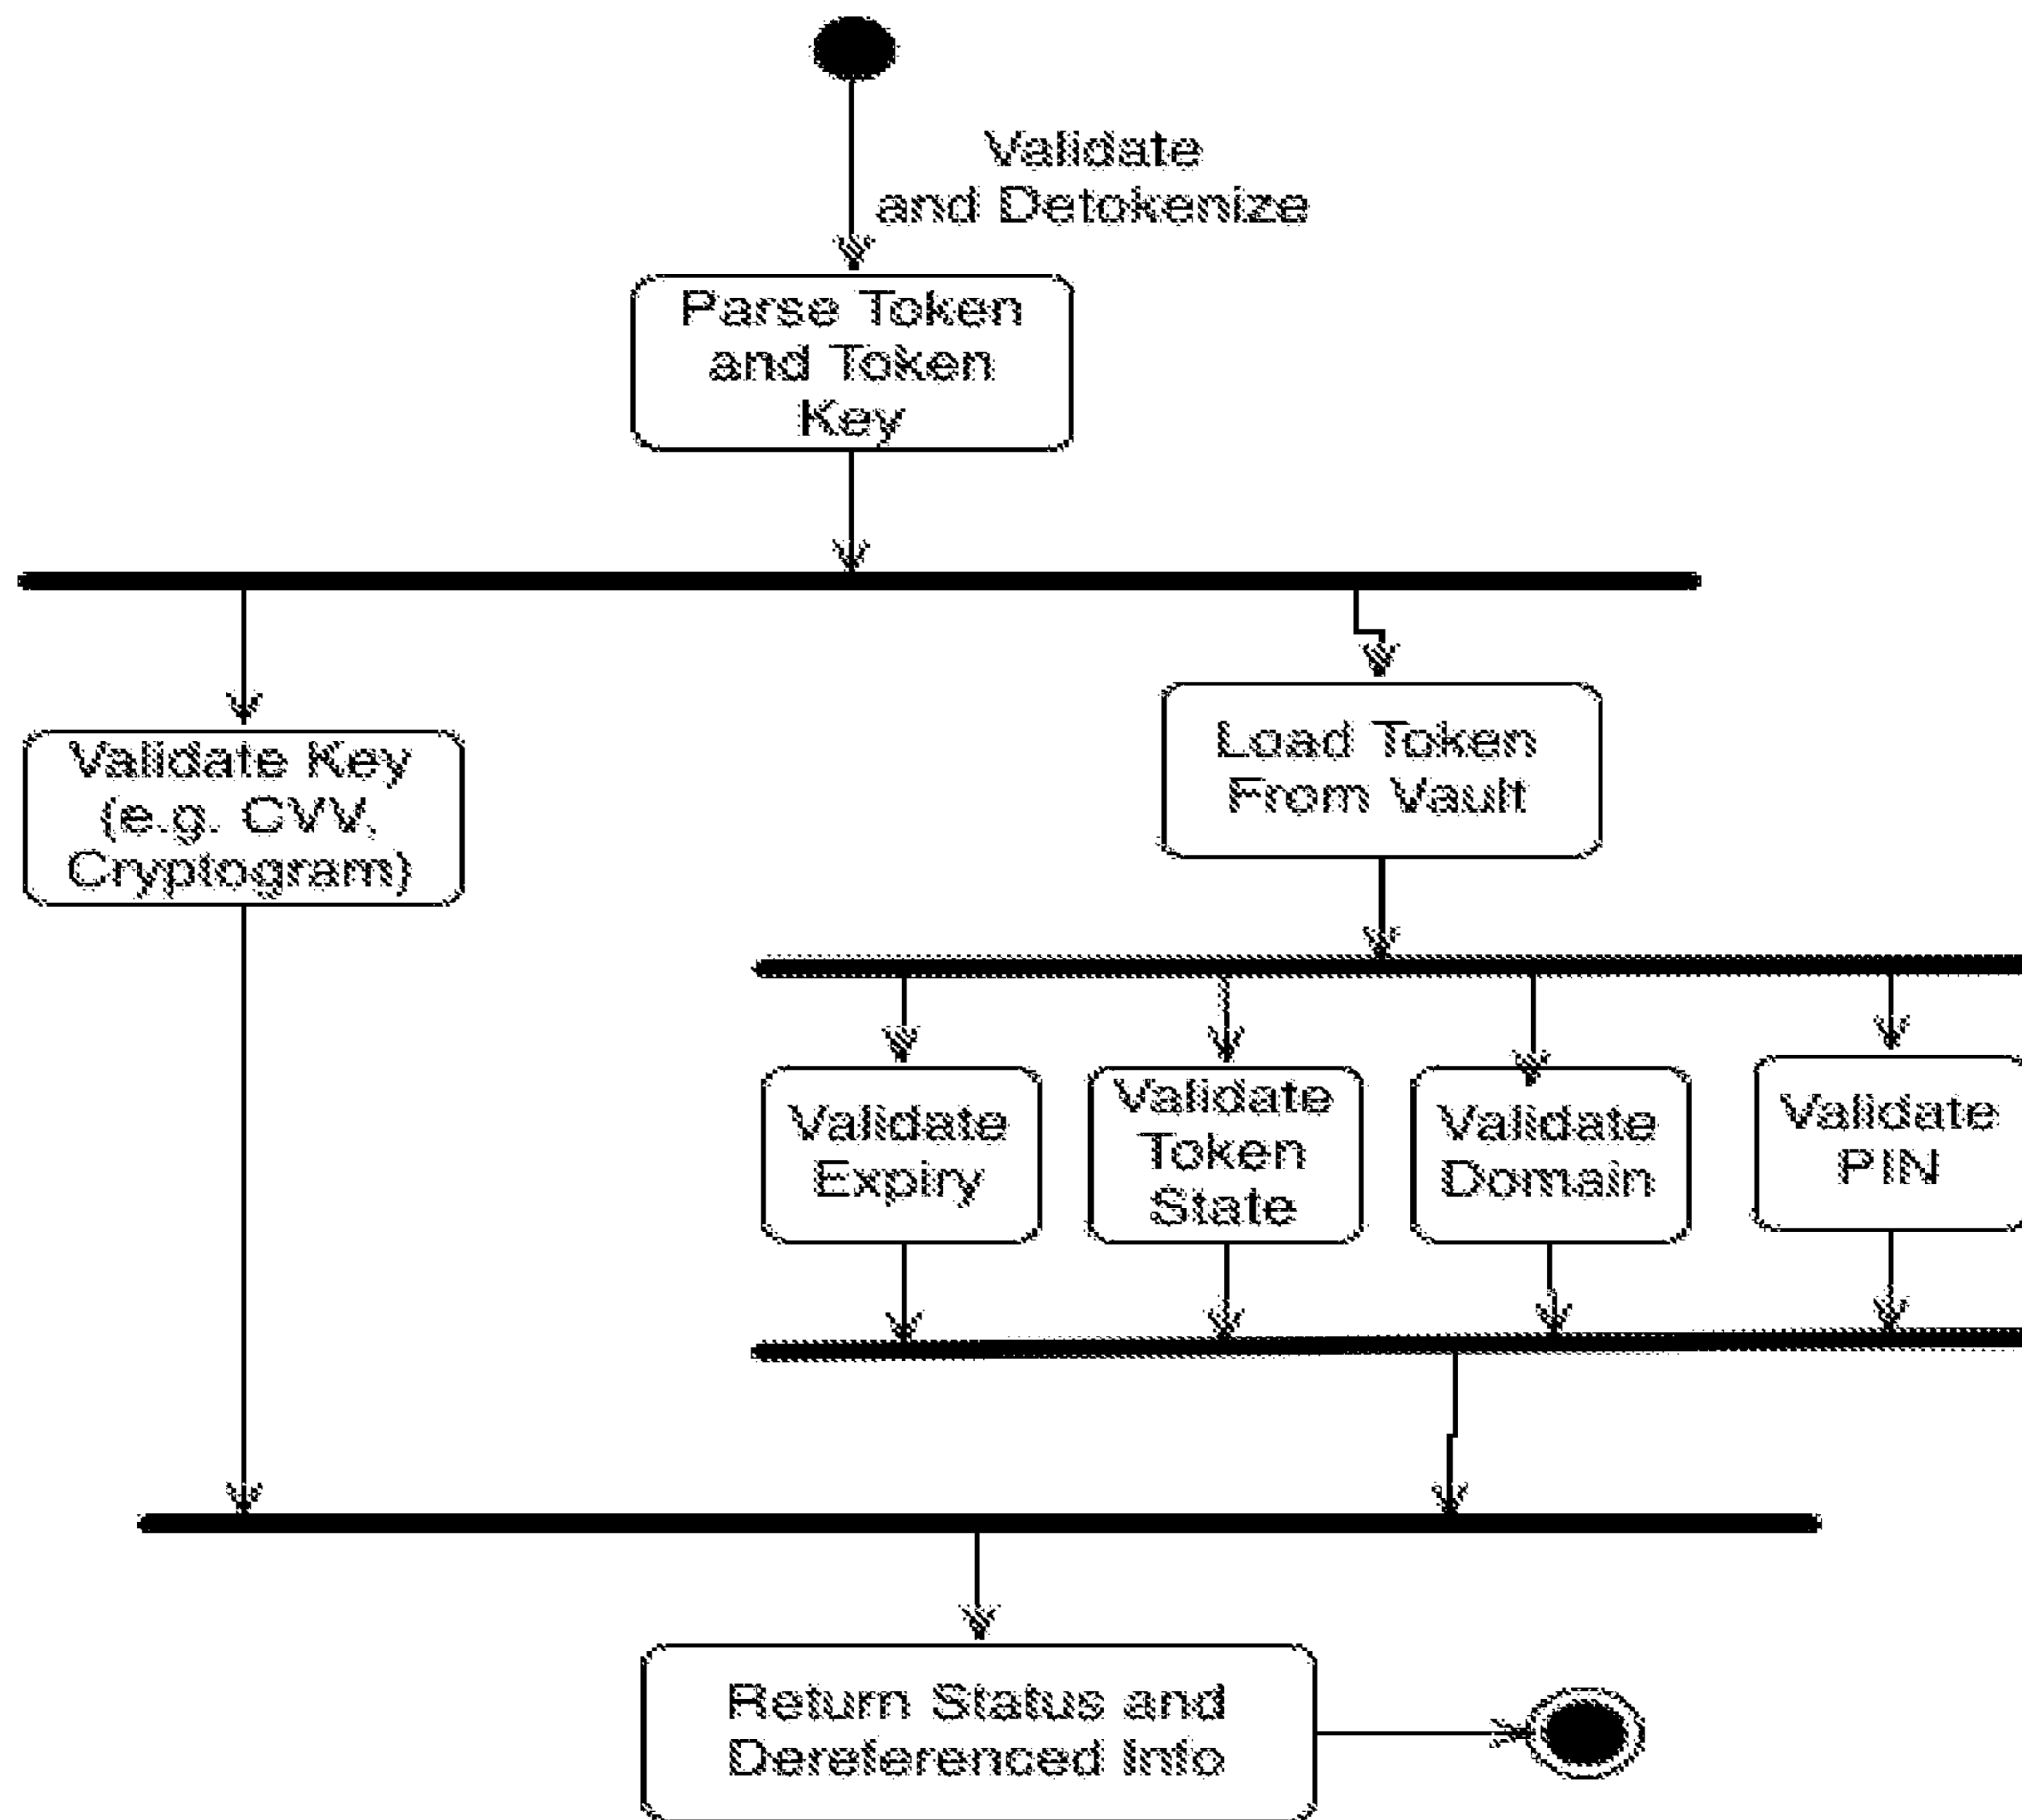 Validate
and Detokenize
Parse Token
and Token
Key
Validate Key
(e.g. CVV,
Cryptogram)
Load Token
From Vault
Validate
Expiry
Validate
Token
State
Validate
Domain
Validate
PIN
Return Status and
Dereferenced Info